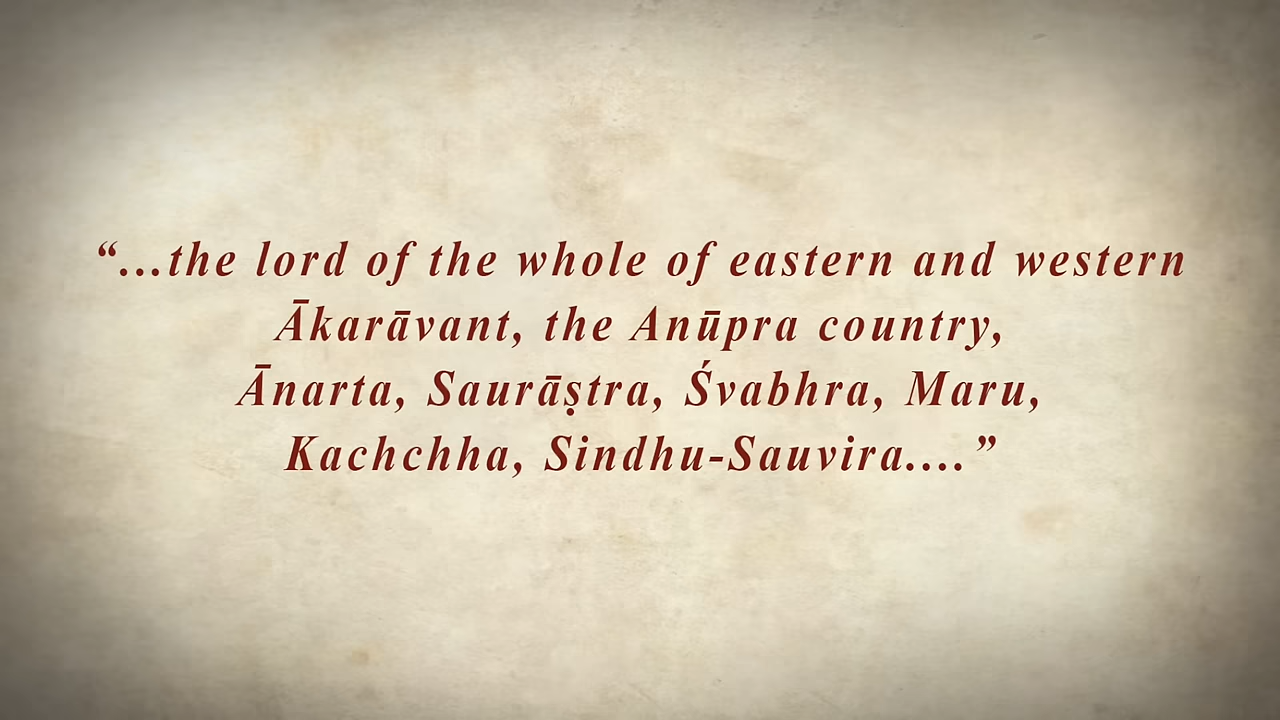 “...the lord of the whole of eastern and western
Ākarāvant, the Anūpra country,
Ānarta, Saurāṣtra, Śvabhra, Maru,
Kachchha, Sindhu-Sauvira....”